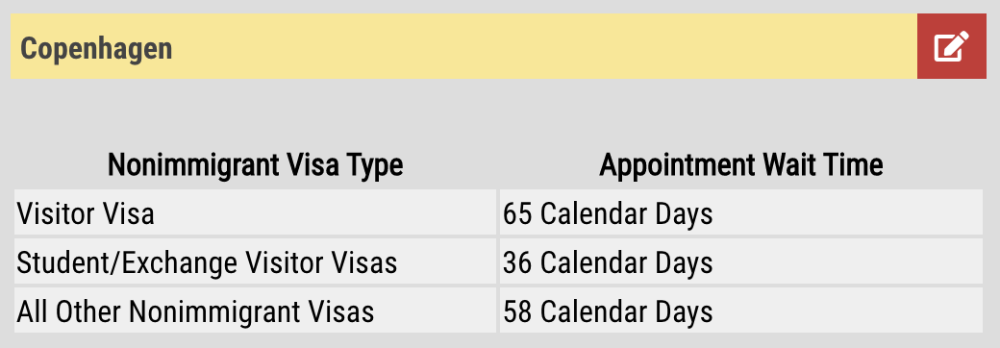 Copenhagen
Nonimmigrant Visa Type Appointment Wait Time
Visitor Visa 65 Calendar Days
Student/Exchange Visitor Visas 36 Calendar Days
All Other Nonimmigrant Visas 58 Calendar Days